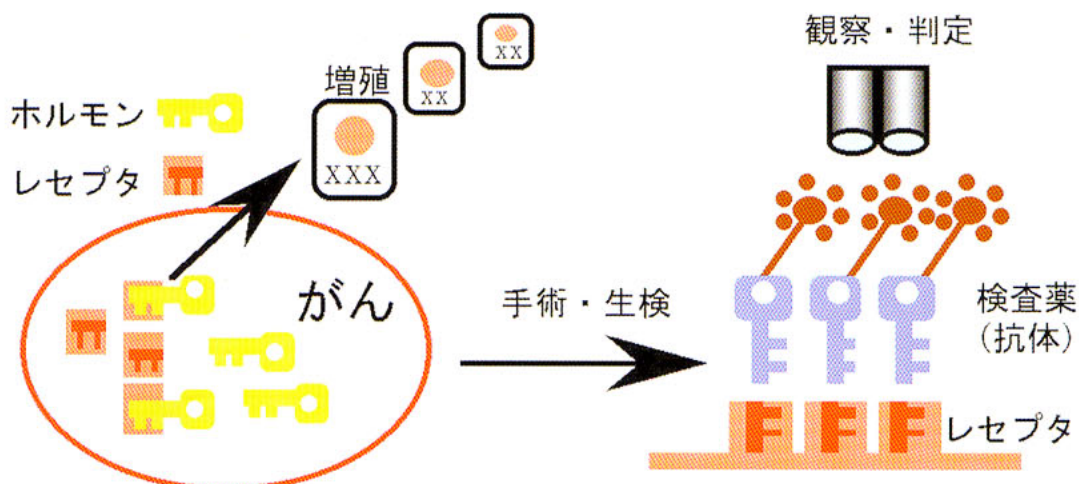 観察・判定
増殖
XX
XX
XXX
ホルモン
レセプタ
がん
手術・生検
検査薬
(抗体)
レセプタ